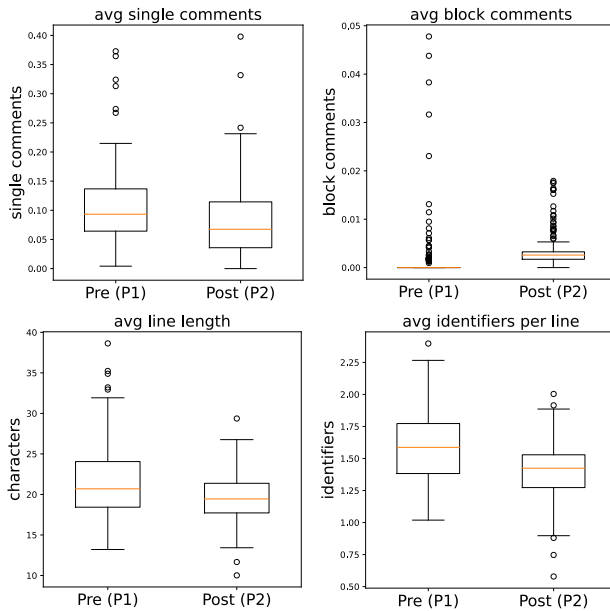 avg single comments
single comments
0.40
0.35
0.30
0.25
0.20
0.15
0.10
0.05
0.00
Pre (P1) Post (P2)
avg block comments
block comments
0.05
0.04
0.03
0.02
0.01
0.00
Pre (P1) Post (P2)
avg line length
characters
40
35
30
25
20
15
10
Pre (P1) Post (P2)
avg identifiers per line
identifiers
2.25
2.00
1.75
1.50
1.25
1.00
0.75
0.50
Pre (P1) Post (P2)